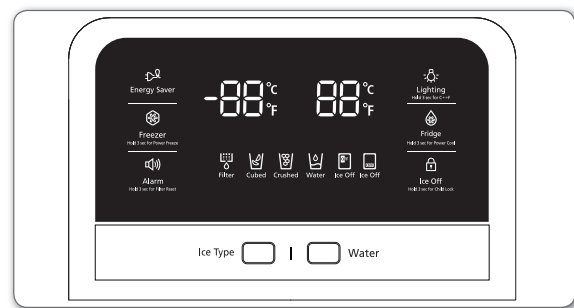 Energy Saver
Freezer
Hold 3 sec for Power Freeze
Alarm
Hold 3 sec for Filter Reset
-88 °C °F
88 °C °F
Filter
Cubed
Crushed
Water
Ice Off
Ice Off
Lighting
Hold 3 sec for C↔F
Fridge
Hold 3 sec for Power Cool
Ice Off
Hold 3 sec for Child Lock
Ice Type
Water